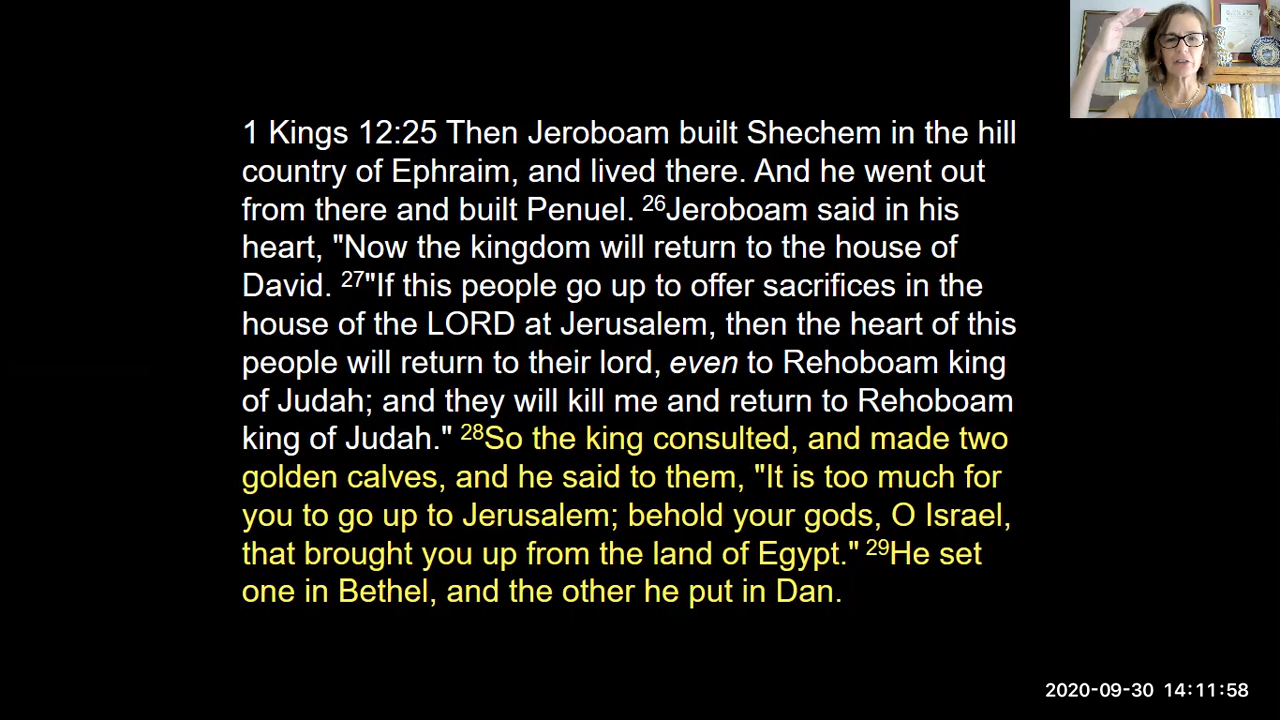 1 Kings 12:25 Then Jeroboam built Shechem in the hill
country of Ephraim, and lived there. And he went out
from there and built Penuel. 26Jeroboam said in his
heart, "Now the kingdom will return to the house of
David. 27"If this people go up to offer sacrifices in the
house of the LORD at Jerusalem, then the heart of this
people will return to their lord, even to Rehoboam king
of Judah; and they will kill me and return to Rehoboam
king of Judah." 28So the king consulted, and made two
golden calves, and he said to them, "It is too much for
you to go up to Jerusalem; behold your gods, O Israel,
that brought you up from the land of Egypt." 29He set
one in Bethel, and the other he put in Dan.
2020-09-30 14:11:58